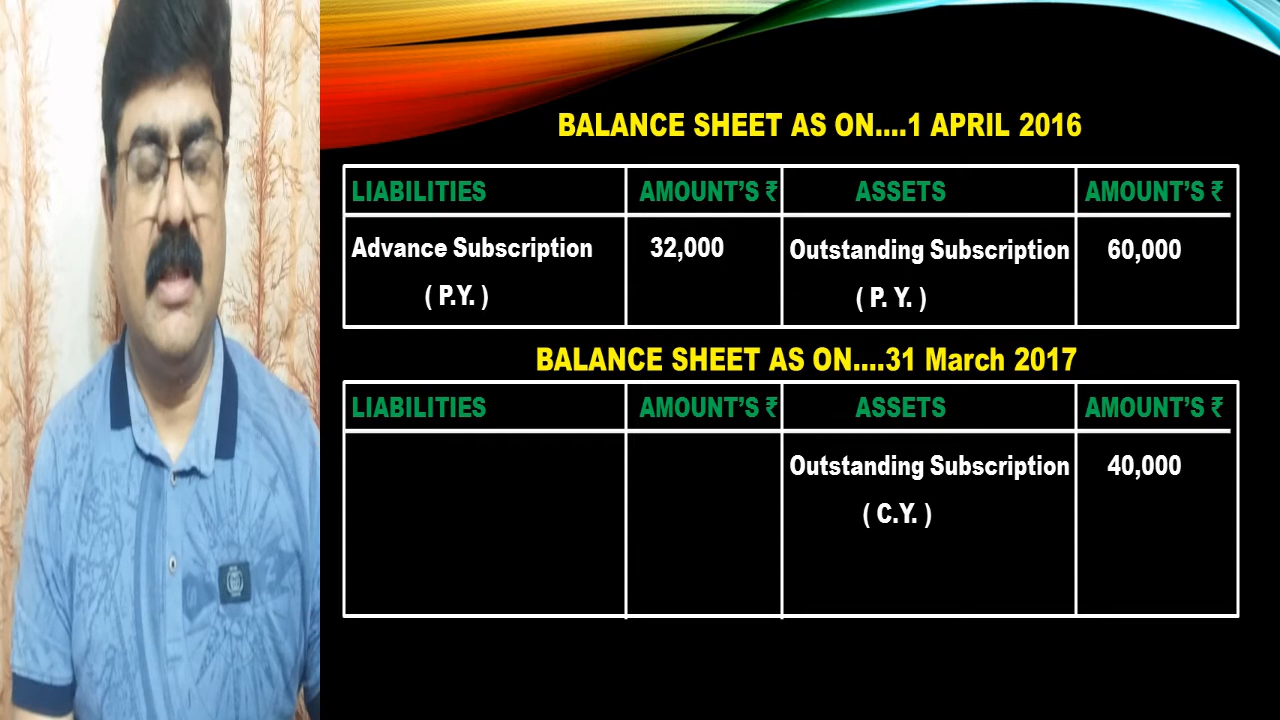 BALANCE SHEET AS ON....1 APRIL 2016
LIABILITIES AMOUNT’S ₹ ASSETS AMOUNT’S ₹
Advance Subscription 32,000 Outstanding Subscription 60,000
( P.Y. ) ( P. Y. )
BALANCE SHEET AS ON....31 March 2017
LIABILITIES AMOUNT’S ₹ ASSETS AMOUNT’S ₹
Outstanding Subscription 40,000
( C.Y. )